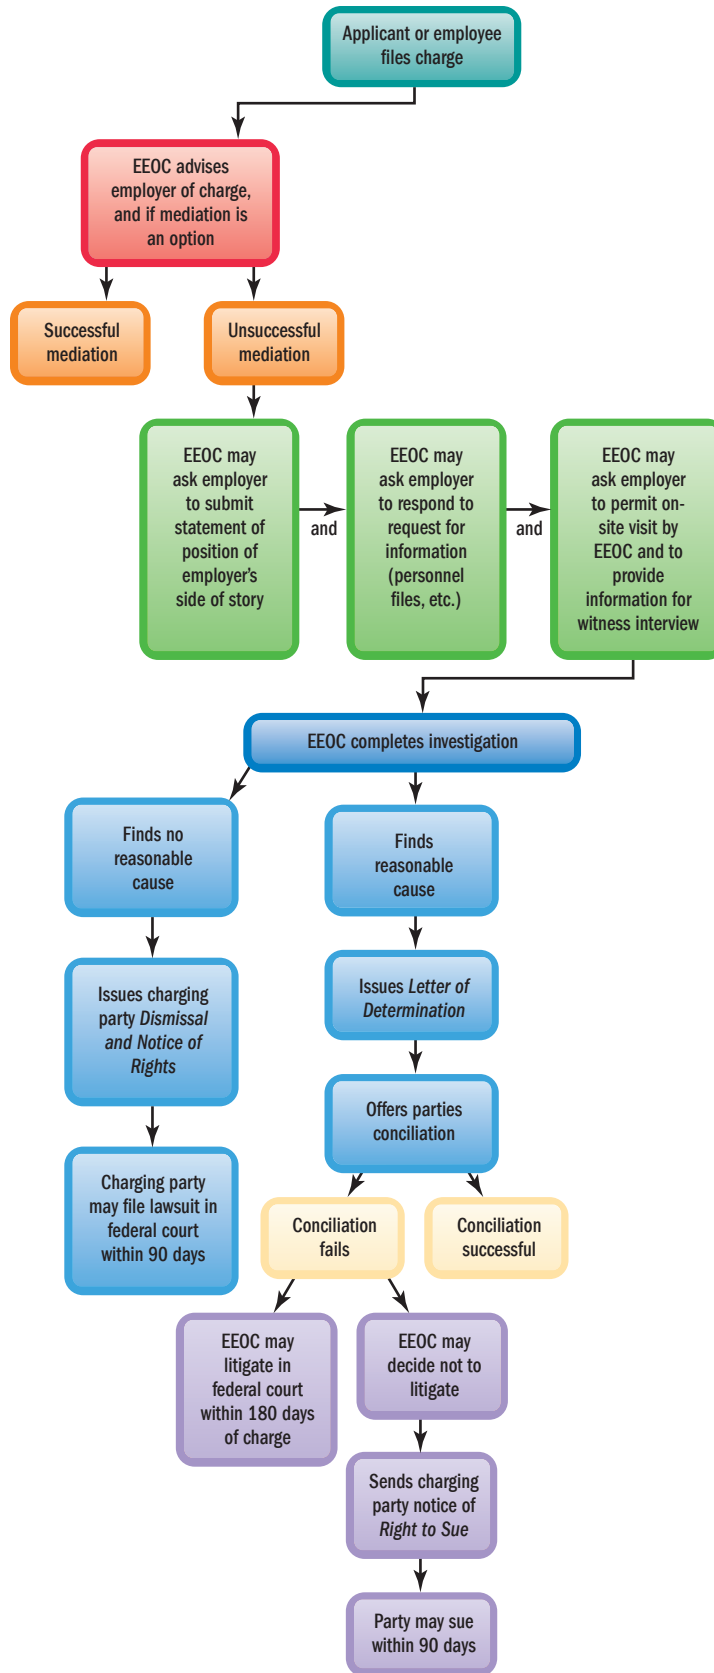 Applicant or employee
files charge
EEOC advises
employer of charge,
and if mediation is
an option
Successful
mediation
Unsuccessful
mediation
EEOC may
ask employer
to submit
statement of
position of
employer's
side of story
and
EEOC may
ask employer
to respond to
request for
information
(personnel
files, etc.)
and
EEOC may
ask employer
to permit on-
site visit by
EEOC and to
provide
information for
witness interview
EEOC completes investigation
Finds no
reasonable
cause
Finds
reasonable
cause
Issues charging
party Dismissal
and Notice of
Rights
Issues Letter of
Determination
Offers parties
conciliation
Charging party
may file lawsuit in
federal court
within 90 days
Conciliation
fails
Conciliation
successful
EEOC may
litigate in
federal court
within 180 days
of charge
EEOC may
decide not to
litigate
Sends charging
party notice of
Right to Sue
Party may sue
within 90 days